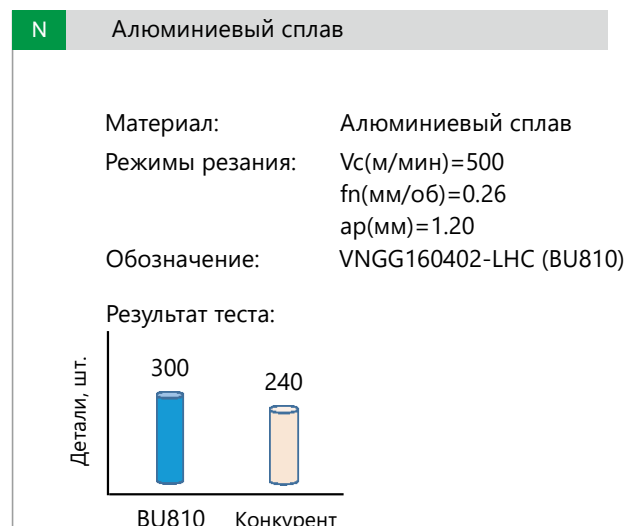 N Алюминиевый сплав
Материал: Алюминиевый сплав
Режимы резания: Vc(м/мин)=500
fn(мм/об)=0.26
ap(мм)=1.20
Обозначение: VNGG160402-LHC (BU810)
Результат теста:
Детали, шт.
300 240
BU810 Конкурент